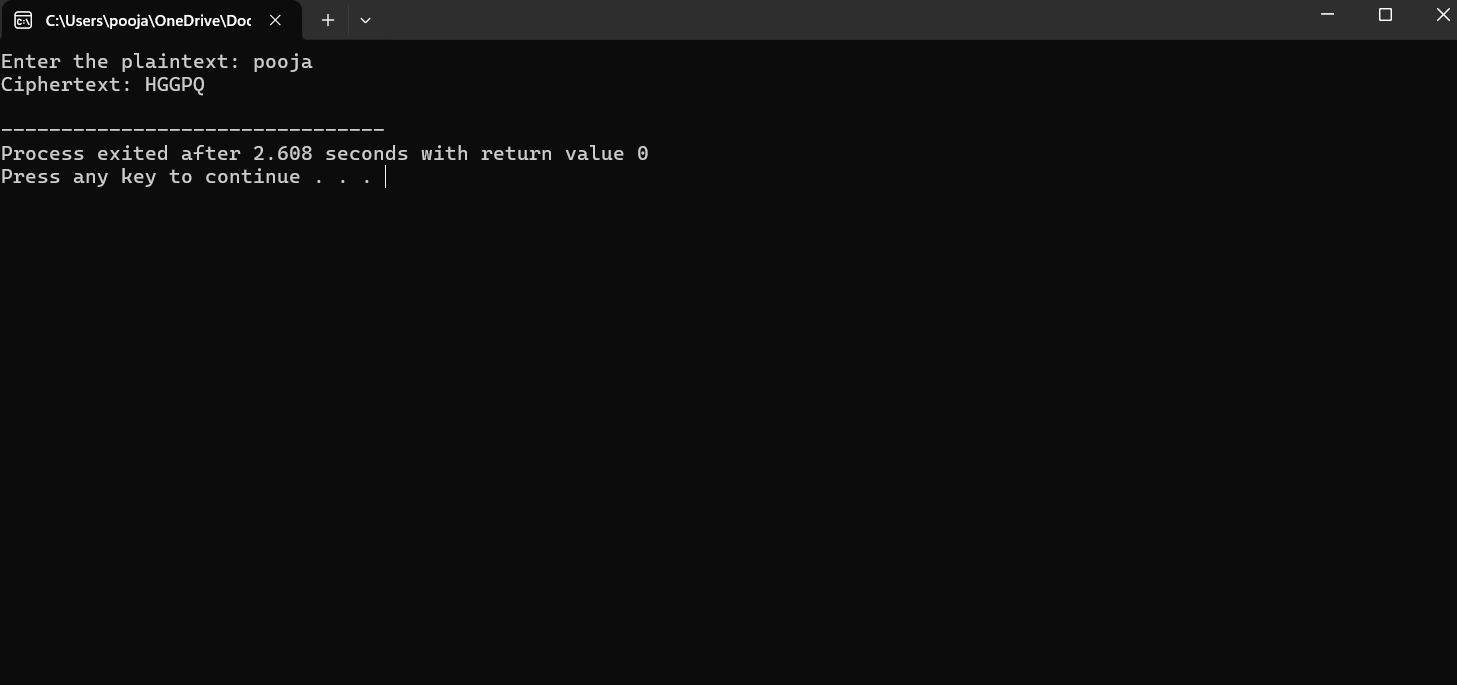 C:\Users\pooja\OneDrive\Doc
Enter the plaintext: pooja
Ciphertext: HGGPQ
--------------------------------
Process exited after 2.608 seconds with return value 0
Press any key to continue . . .